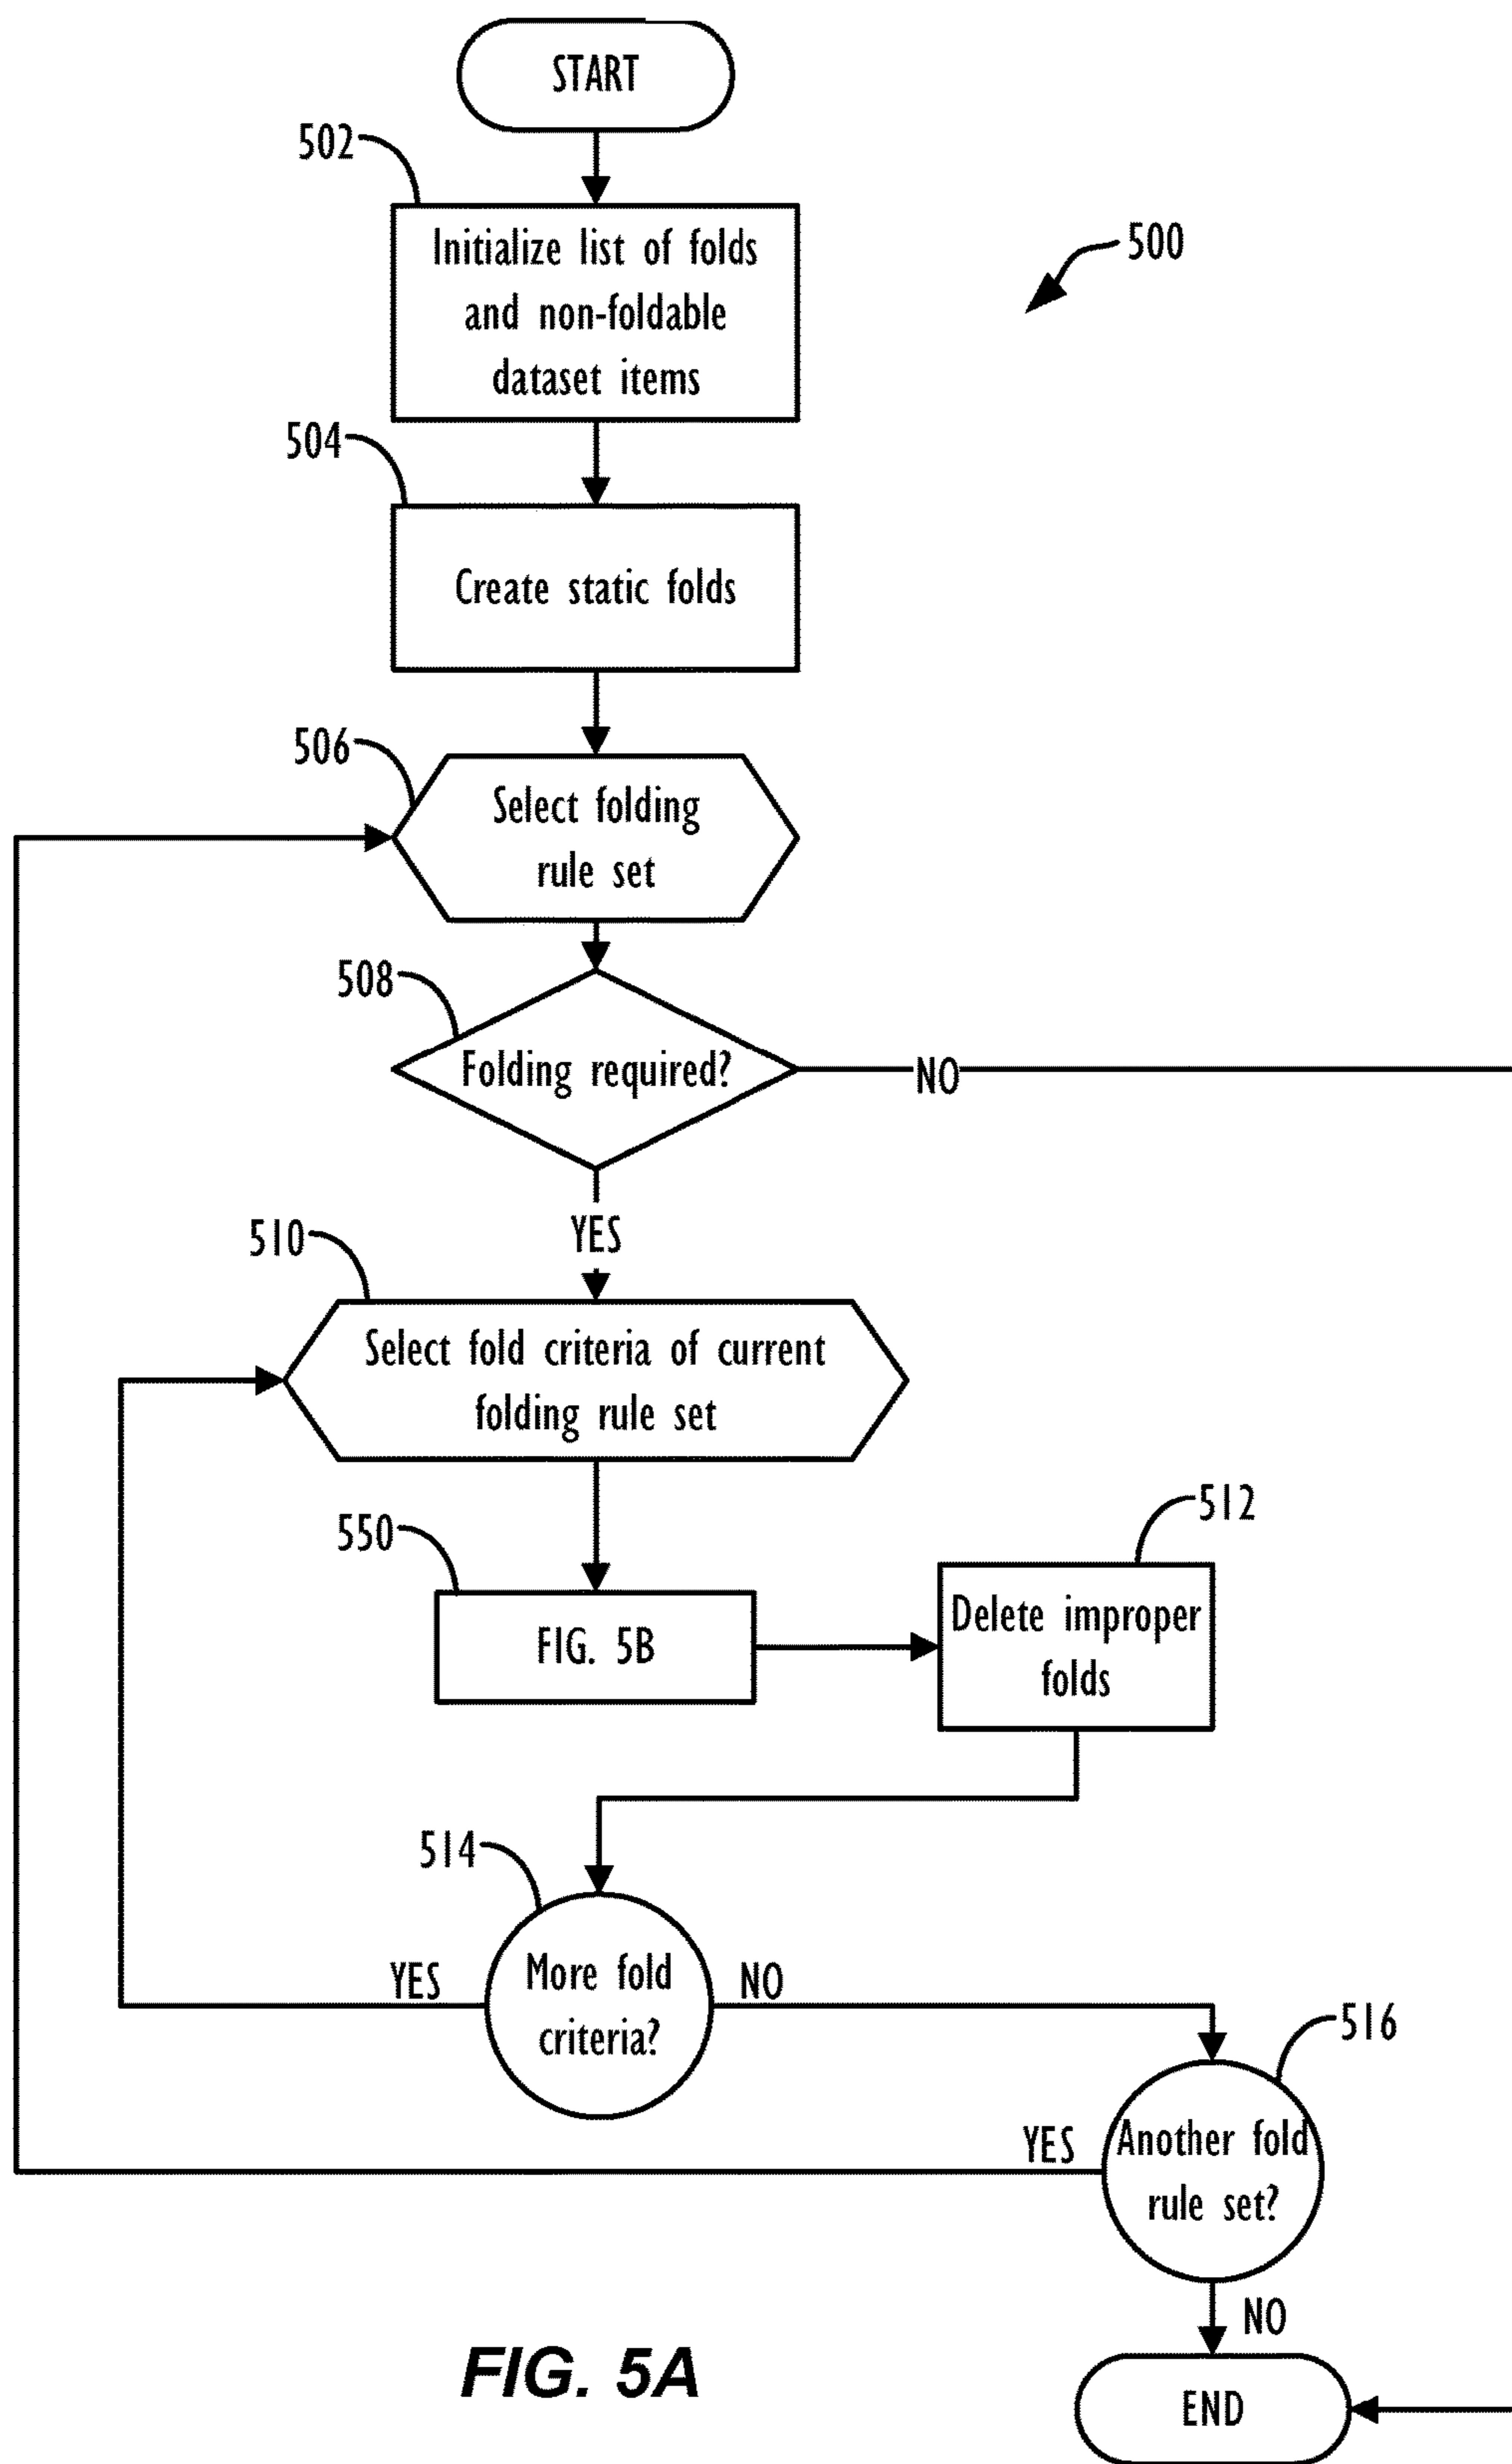 START
502
Initialize list of folds
and non-foldable
dataset items
500
504
Create static folds
506
Select folding
rule set
508
Folding required?
NO
YES
510
Select fold criteria of current
folding rule set
550
FIG. 5B
512
Delete improper
folds
514
More fold
criteria?
YES
NO
516
Another fold
rule set?
YES
NO
END
FIG. 5A